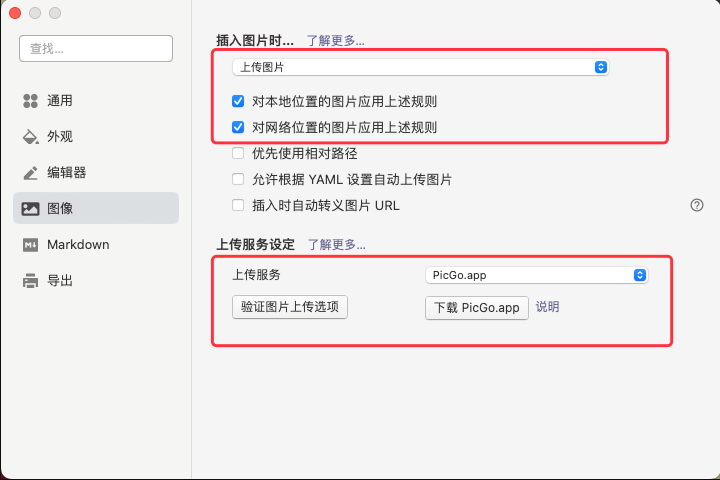 查找...
通用
外观
编辑器
图像
Markdown
导出
插入图片时... 了解更多...
上传图片
对本地位置的图片应用上述规则
对网络位置的图片应用上述规则
优先使用相对路径
允许根据 YAML 设置自动上传图片
插入时自动转义图片 URL
上传服务设定 了解更多...
上传服务 PicGo.app
验证图片上传选项 下载 PicGo.app 说明